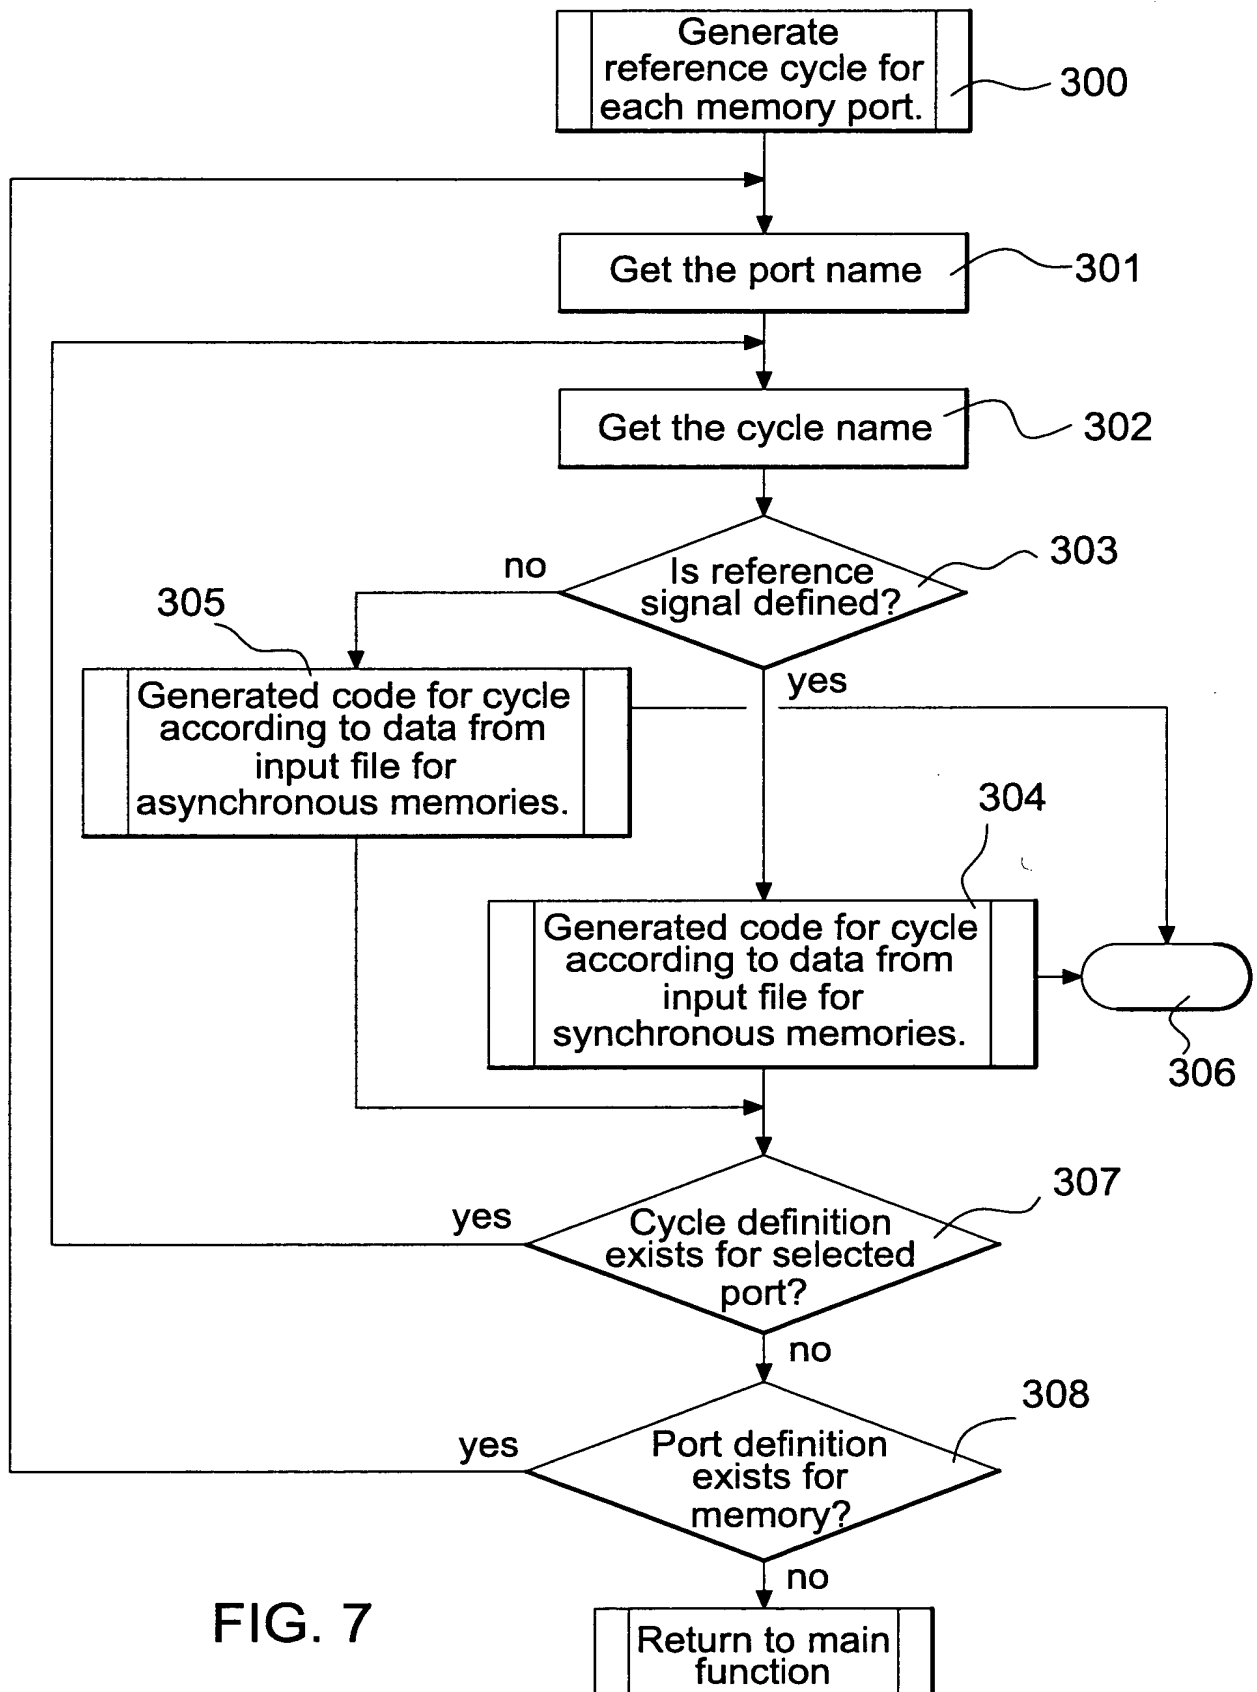 Generate
reference cycle for
each memory port.
300
Get the port name
301
Get the cycle name
302
Is reference
signal defined?
303
no
yes
305
Generated code for cycle
according to data from
input file for
asynchronous memories.
304
Generated code for cycle
according to data from
input file for
synchronous memories.
306
307
Cycle definition
exists for selected
port?
yes
no
308
Port definition
exists for
memory?
yes
no
Return to main
function
FIG. 7